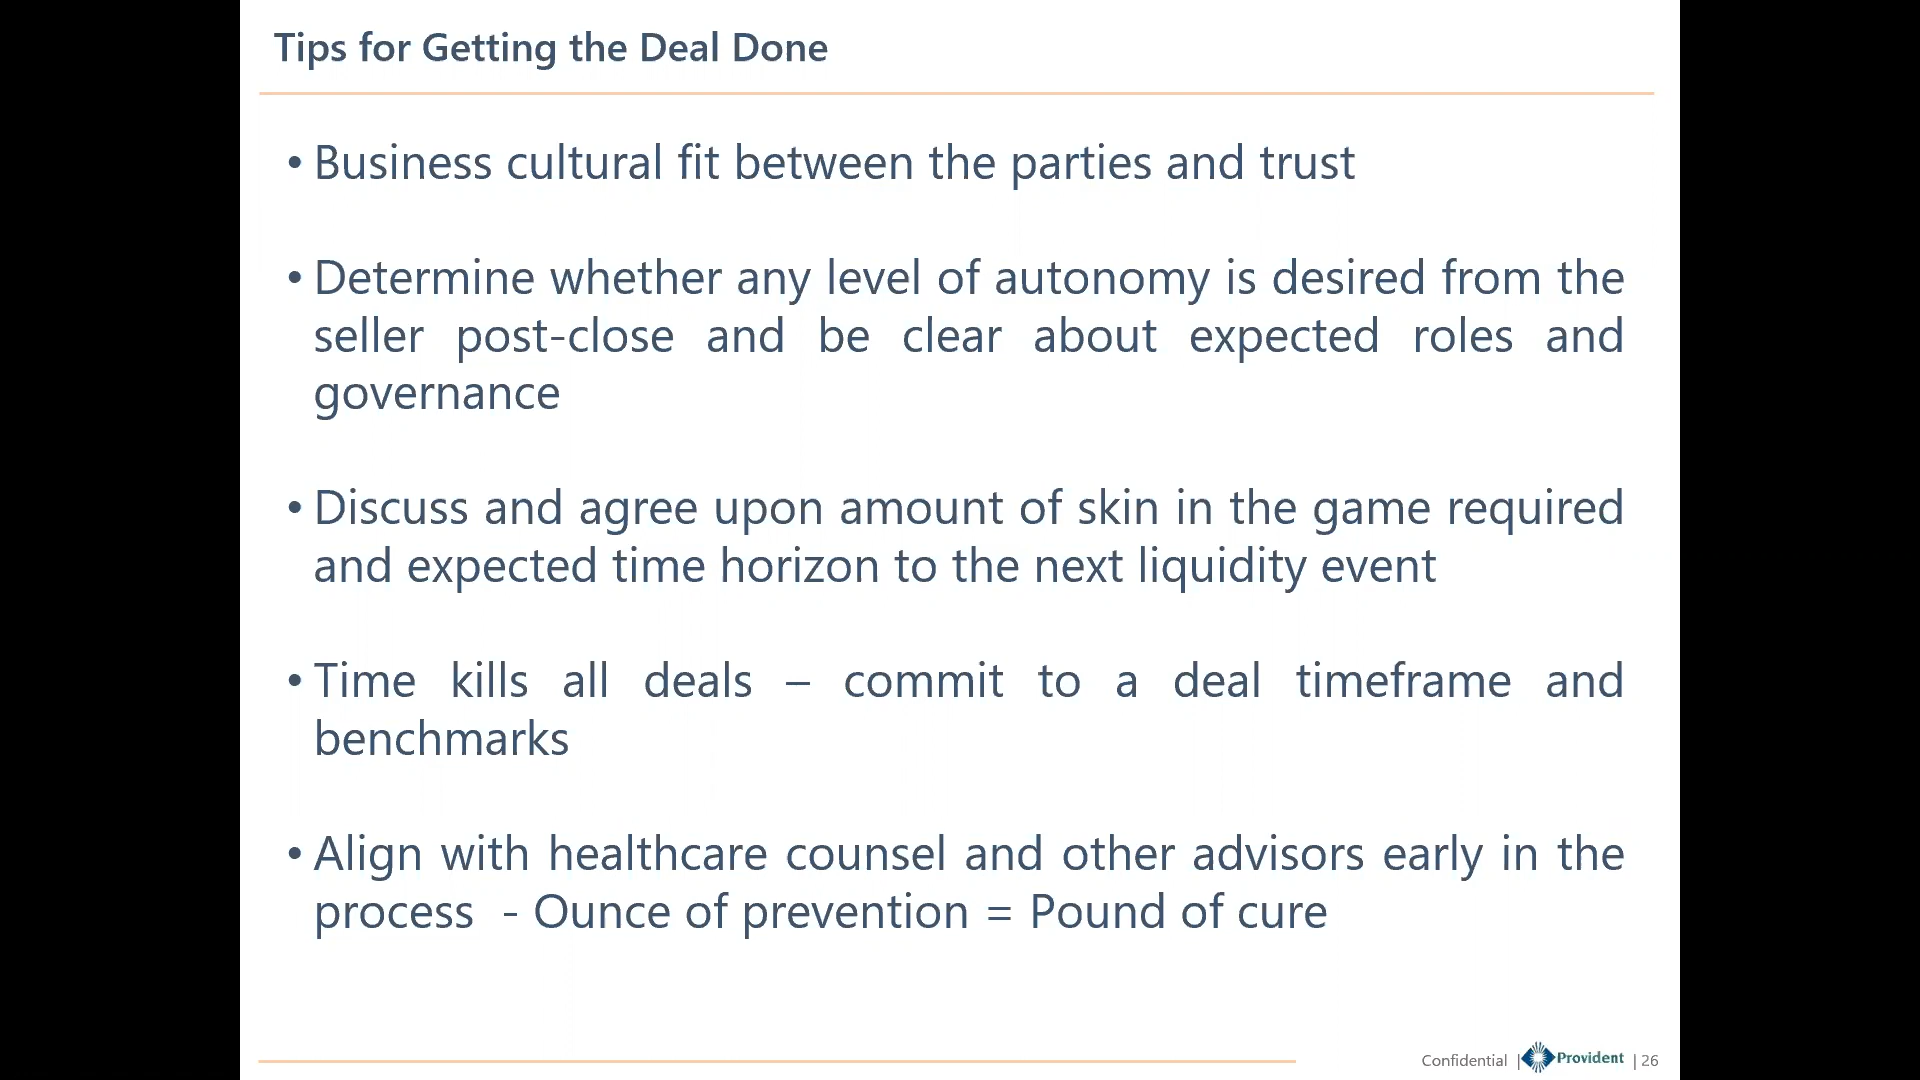 Tips for Getting the Deal Done
• Business cultural fit between the parties and trust
• Determine whether any level of autonomy is desired from the
seller post-close and be clear about expected roles and
governance
• Discuss and agree upon amount of skin in the game required
and expected time horizon to the next liquidity event
• Time kills all deals – commit to a deal timeframe and
benchmarks
• Align with healthcare counsel and other advisors early in the
process - Ounce of prevention = Pound of cure
Confidential | Provident | 26